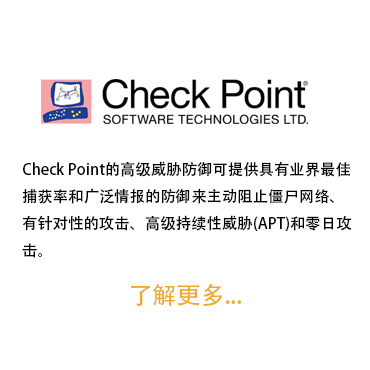 Check Point®
SOFTWARE TECHNOLOGIES LTD.
Check Point的高级威胁防御可提供具有业界最佳
捕获率和广泛情报的防御来主动阻止僵尸网络、
有针对性的攻击、高级持续性威胁(APT)和零日攻
击。
了解更多...